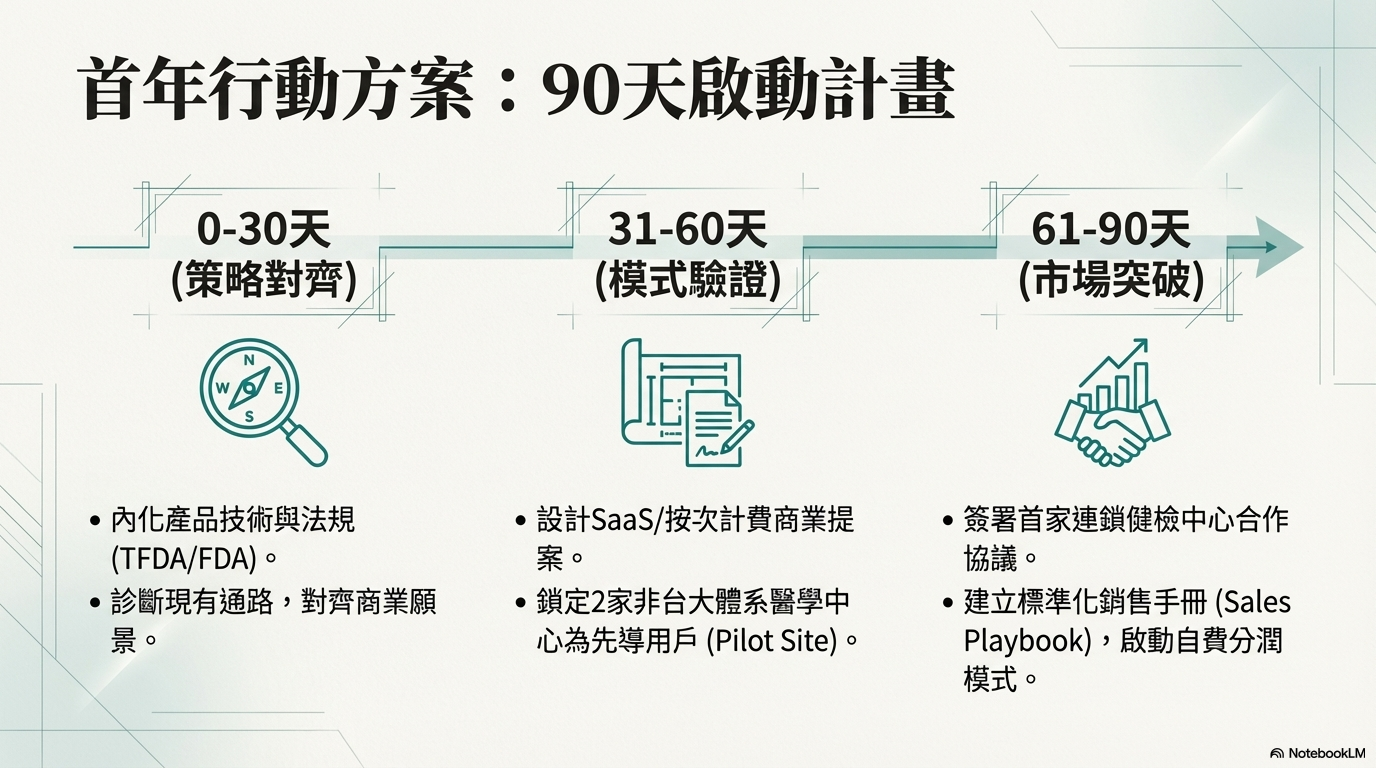 首年行動方案：90天啟動計畫
0-30天
(策略對齊)
31-60天
(模式驗證)
61-90天
(市場突破)
N
W
E
S
• 內化產品技術與法規
(TFDA/FDA)。
• 診斷現有通路，對齊商業願
景。
• 設計SaaS/按次計費商業提
案。
• 鎖定2家非台大體系醫學中
心為先導用戶 (Pilot Site)。
• 簽署首家連鎖健檢中心合作
協議。
• 建立標準化銷售手冊 (Sales
Playbook)，啟動自費分潤
模式。
NotebookLM